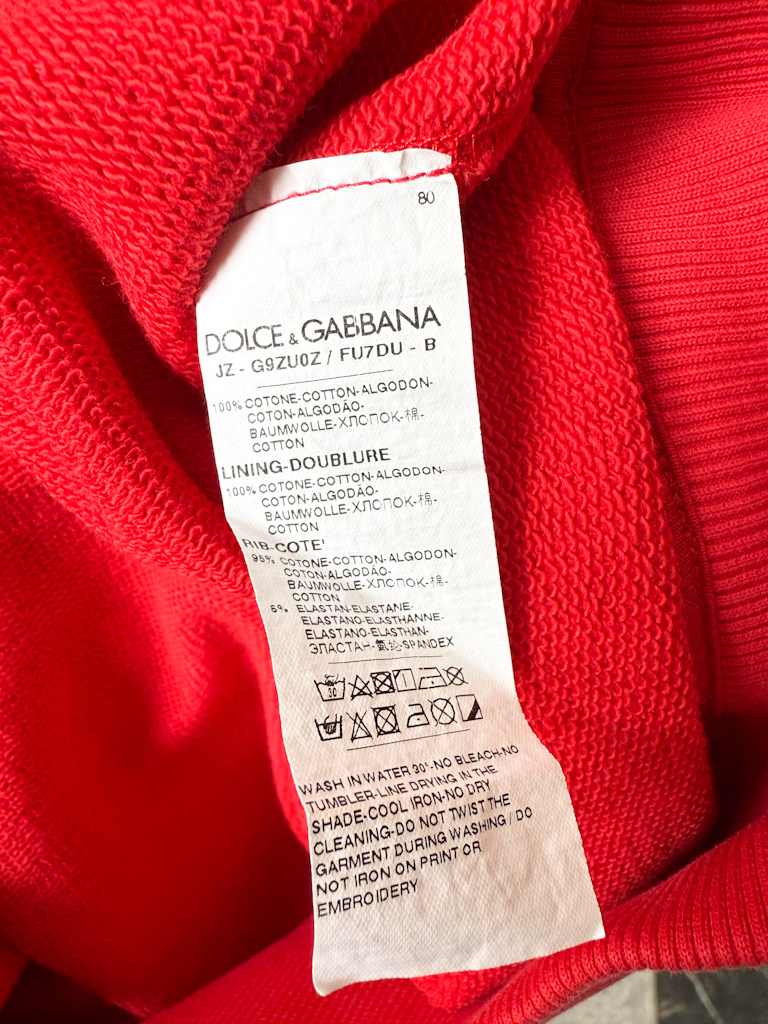 80
DOLCE & GABBANA
JZ - G9ZU0Z / FU7DU - B
100% COTONE-COTTON-ALGODON-
COTON-ALGODÃO-
BAUMWOLLE-ХЛОПОК-棉-
COTTON
LINING-DOUBLURE
100% COTONE-COTTON-ALGODON-
COTON-ALGODÃO-
BAUMWOLLE-ХЛОПОК-棉-
COTTON
RIB-COTE'
95% COTONE-COTTON-ALGODON-
COTON-ALGODÃO-
BAUMWOLLE-ХЛОПОК-棉-
COTTON
5% ELASTAN-ELASTANE-
ELASTANO-ELASTHANNE-
ELASTANO-ELASTHAN-
ЭЛАСТАН-氨纶-SPANDEX
30
WASH IN WATER 30°-NO BLEACH-NO
TUMBLER-LINE DRYING IN THE
SHADE-COOL IRON-NO DRY
CLEANING-DO NOT TWIST THE
GARMENT DURING WASHING / DO
NOT IRON ON PRINT OR
EMBROIDERY